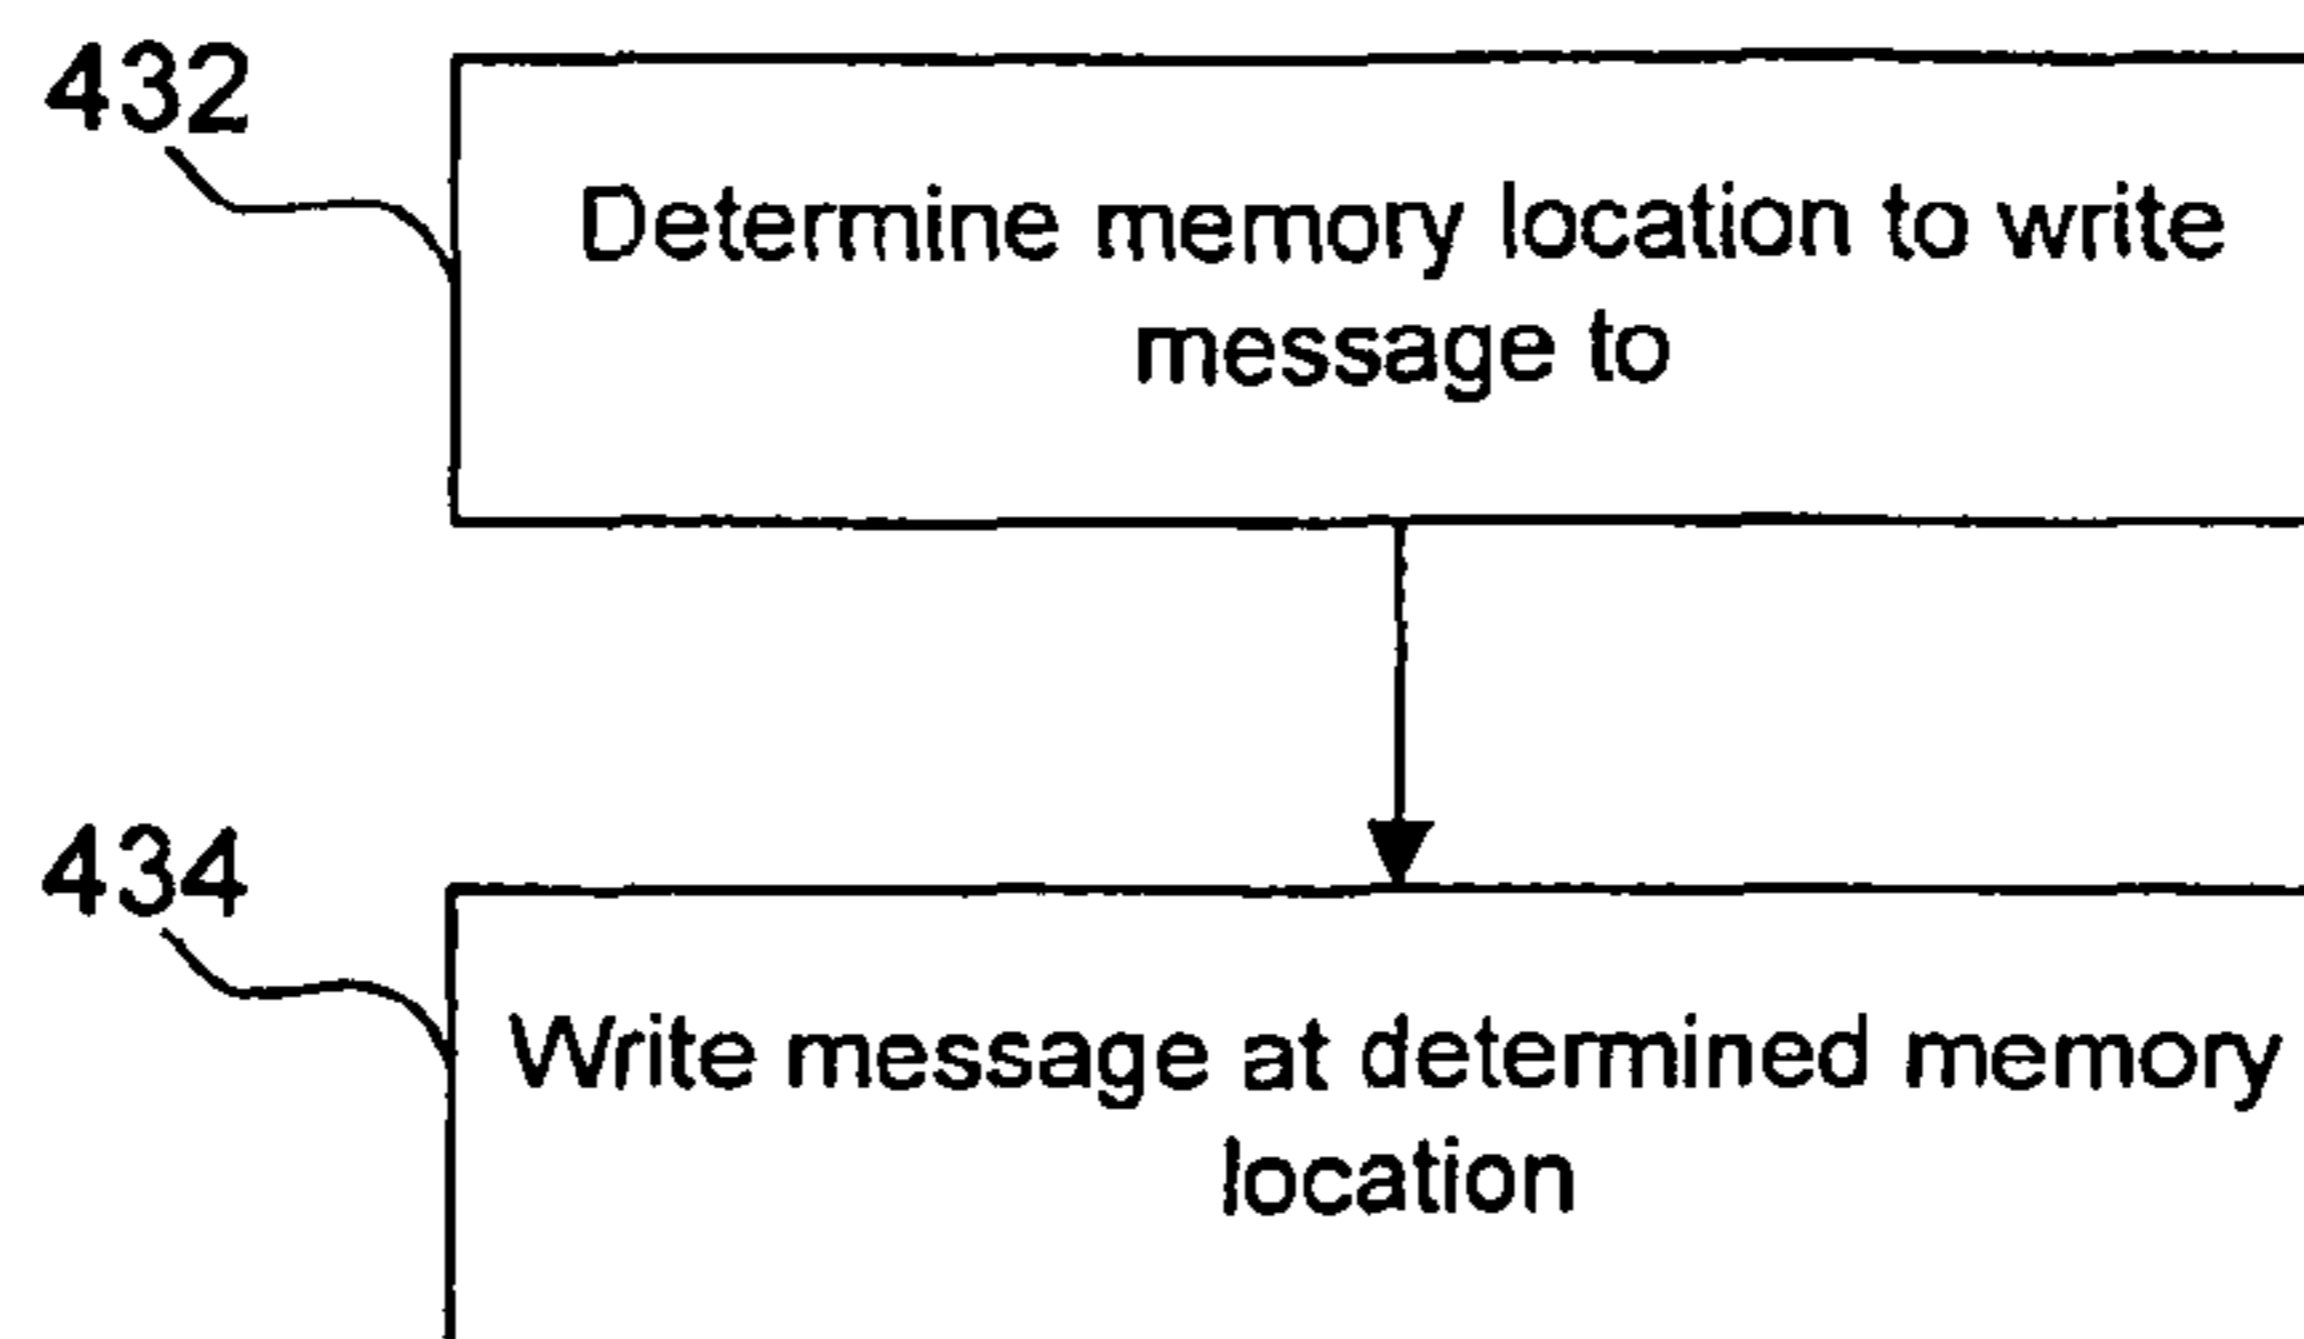 432
Determine memory location to write
message to
434
Write message at determined memory
location